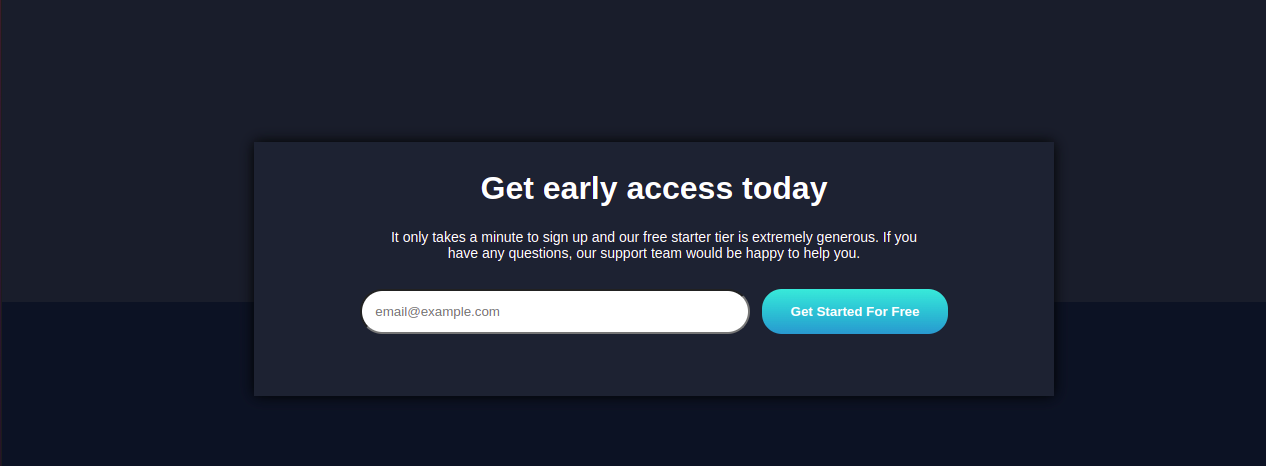 Get early access today
It only takes a minute to sign up and our free starter tier is extremely generous. If you
have any questions, our support team would be happy to help you.
email@example.com
Get Started For Free